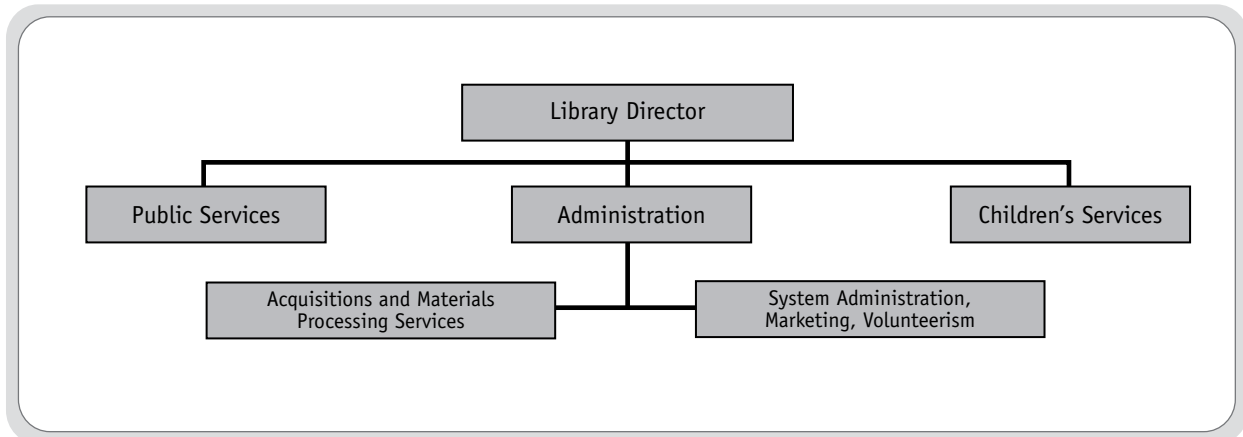 Library Director
Public Services
Administration
Children’s Services
Acquisitions and Materials
Processing Services
System Administration,
Marketing, Volunteerism